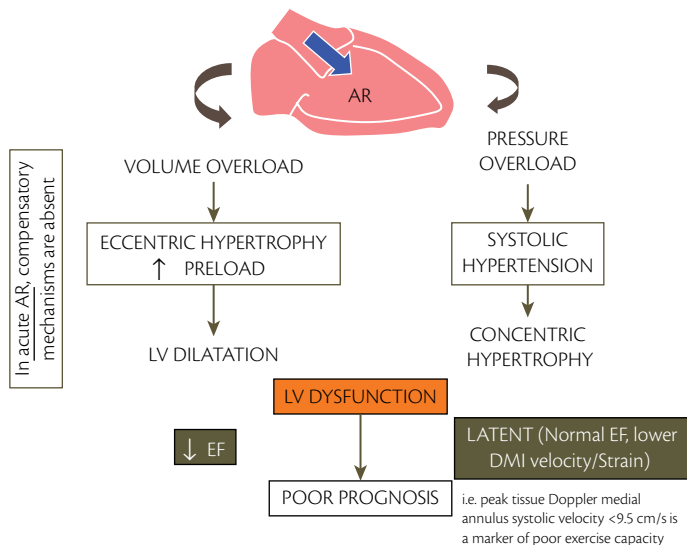 AR
In acute AR, compensatory
mechanisms are absent
VOLUME OVERLOAD
ECCENTRIC HYPERTROPHY
↑ PRELOAD
LV DILATATION
PRESSURE
OVERLOAD
SYSTOLIC
HYPERTENSION
CONCENTRIC
HYPERTROPHY
LV DYSFUNCTION
↓ EF
LATENT (Normal EF, lower
DMI velocity/Strain)
POOR PROGNOSIS
i.e. peak tissue Doppler medial
annulus systolic velocity <9.5 cm/s is
a marker of poor exercise capacity